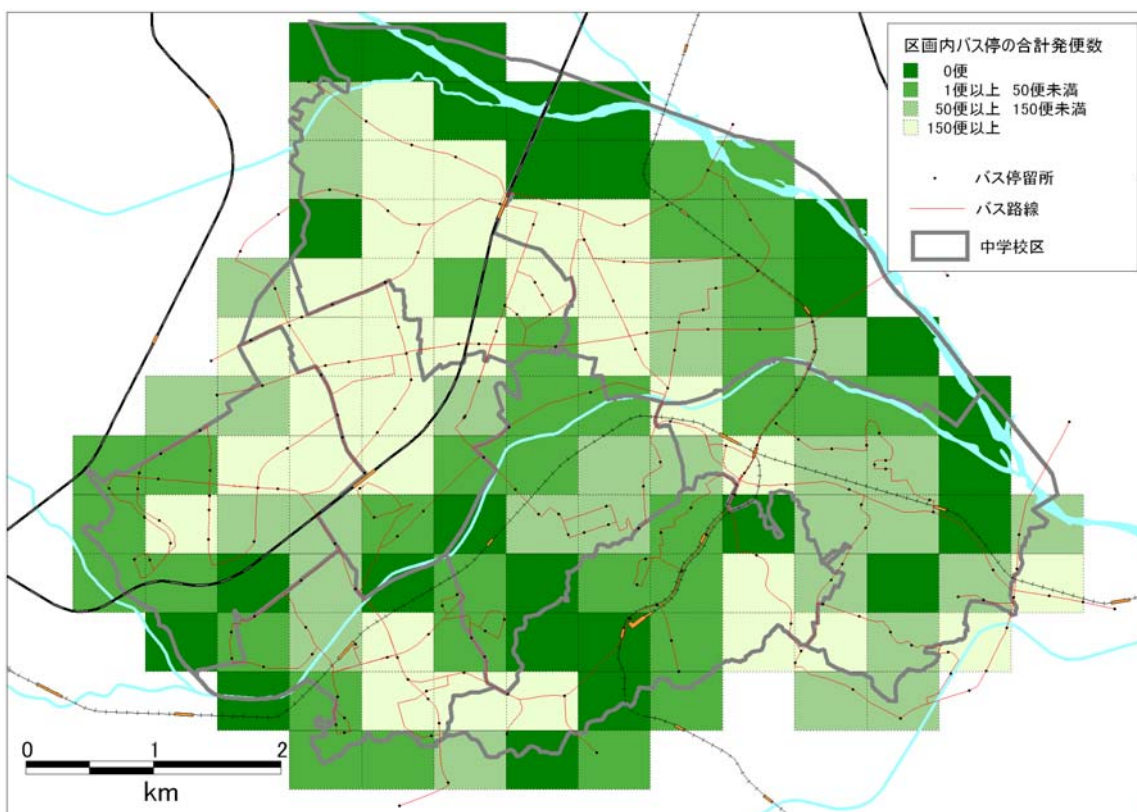 区画内バス停の合計発便数
0便
1便以上 50便未満
50便以上 150便未満
150便以上
バス停留所
バス路線
中学校区
0 1 2
km